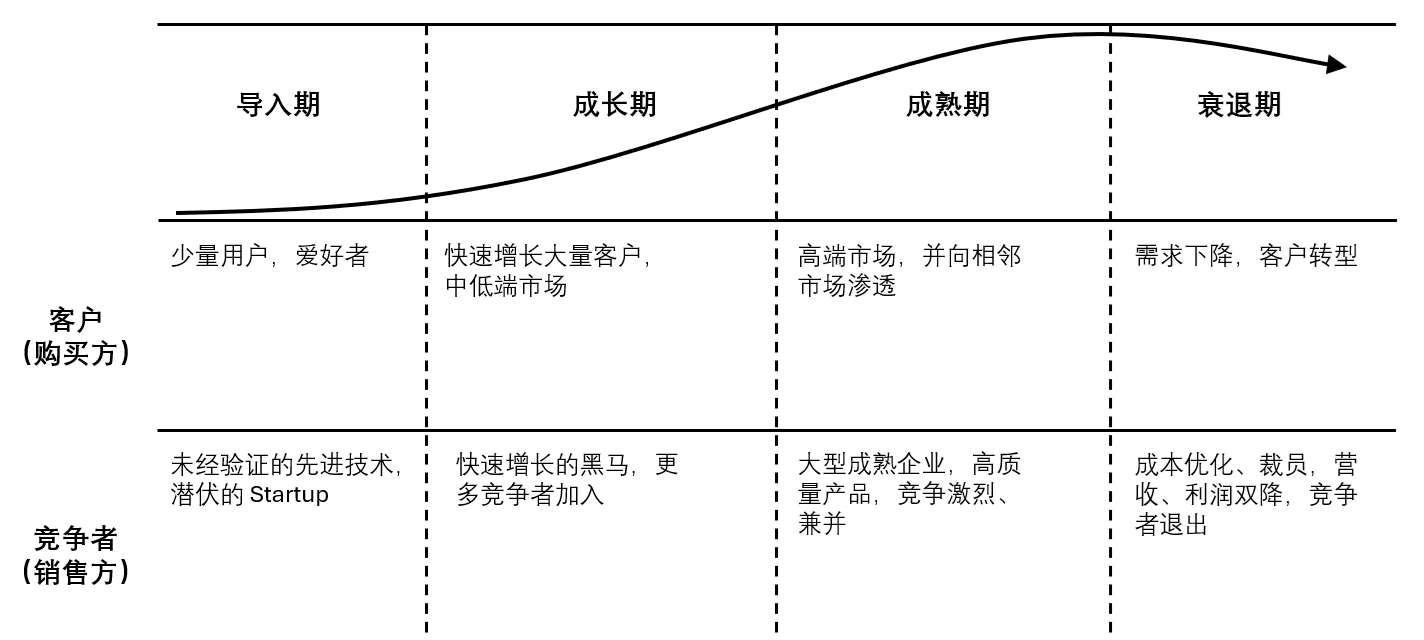 导入期
成长期
成熟期
衰退期
客户
（购买方）
少量用户，爱好者
快速增长大量客户，
中低端市场
高端市场，并向相邻
市场渗透
需求下降，客户转型
竞争者
（销售方）
未经验证的先进技术，
潜伏的 Startup
快速增长的黑马，更
多竞争者加入
大型成熟企业，高质
量产品，竞争激烈、
兼并
成本优化、裁员，营
收、利润双降，竞争
者退出